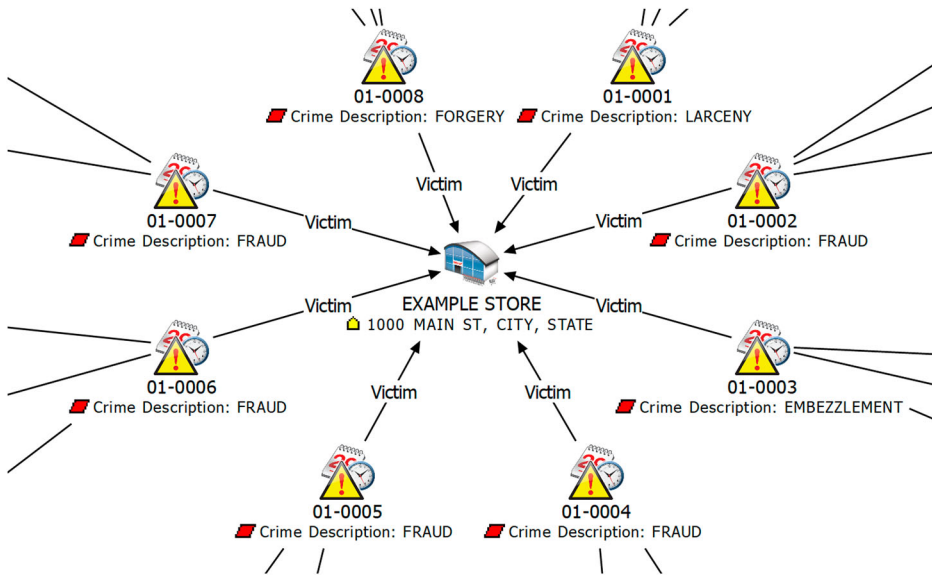 01-0008
Crime Description: FORGERY
01-0001
Crime Description: LARCENY
Victim
Victim
01-0007
Crime Description: FRAUD
Victim
01-0002
Crime Description: FRAUD
Victim
EXAMPLE STORE
1000 MAIN ST, CITY, STATE
Victim
01-0006
Crime Description: FRAUD
Victim
01-0003
Crime Description: EMBEZZLEMENT
Victim
01-0005
Crime Description: FRAUD
Victim
01-0004
Crime Description: FRAUD